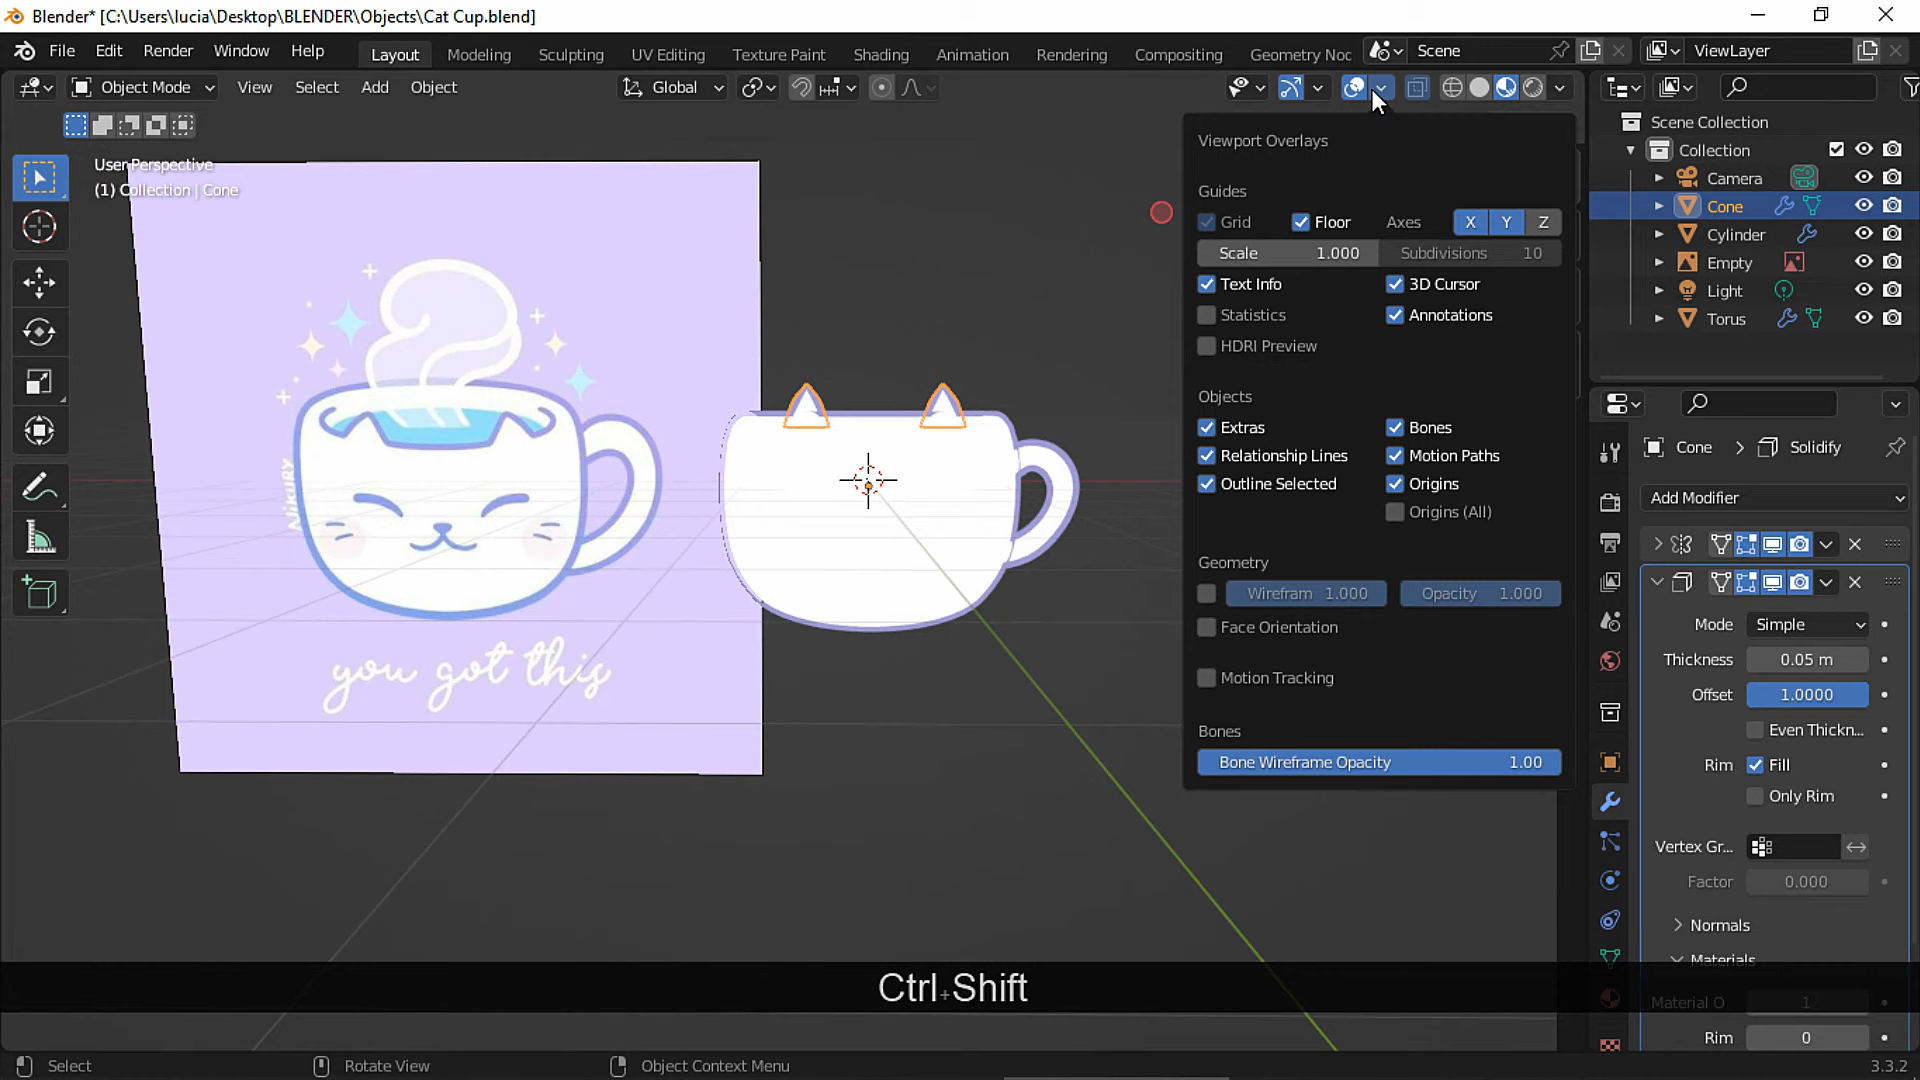 Blender* [C:\Users\lucia\Desktop\BLENDER\Objects\Cat Cup.blend]
File Edit Render Window Help Layout Modeling Sculpting UV Editing Texture Paint Shading Animation Rendering Compositing Geometry Noc Scene ViewLayer
Object Mode View Select Add Object Global
User Perspective
(1) Collection | Cone
Viewport Overlays
Guides
Grid Floor Axes X Y Z
Scale 1.000 Subdivisions 10
Text Info 3D Cursor
Statistics Annotations
HDRI Preview
Objects
Extras Bones
Relationship Lines Motion Paths
Outline Selected Origins
Origins (All)
Geometry
Wirefram 1.000 Opacity 1.000
Face Orientation
Motion Tracking
Bones
Bone Wireframe Opacity 1.00
Scene Collection
Collection
Camera
Cone
Cylinder
Empty
Light
Torus
Cone > Solidify
Add Modifier
Mode Simple
Thickness 0.05 m
Offset 1.0000
Even Thickn...
Rim Fill
Only Rim
Vertex Gr...
Factor 0.000
Normals
Materials
Material O 1
Rim 0
NiKURY
you got this
Ctrl+Shift
Select Rotate View Object Context Menu 3.3.2